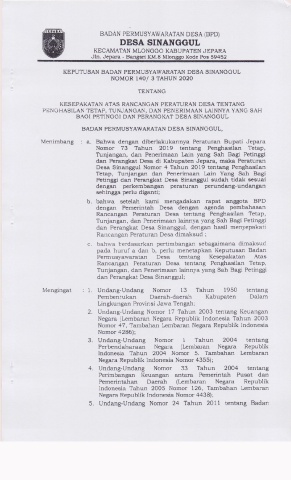 BADAN PERMUSYAWARATAN DESA (BPD)
DESA SINANGGUL
KECAMATAN MLONGGO KABUPATEN JEPARA
Jln. Jepara - Bangsri KM.8 Mlonggo Kode Pos 59452
KEPUTUSAN BADAN PERMUSYAWARATAN DESA SINANGGUL
NOMOR 140/ 3 TAHUN 2020
TENTANG
KESEPAKATAN ATAS RANCANGAN PERATURAN DESA TENTANG
PENGHASILAN TETAP, TUNJANGAN, DAN PENERIMAAN LAINNYA YANG SAH
BAGI PETINGGI DAN PERANGKAT DESA SINANGGUL
BADAN PERMUSYAWARATAN DESA SINANGGUL,
Menimbang : a. Bahwa dengan diberlakukannya Peraturan Bupati Jepara
Nomor 73 Tahun 2019 tentang Penghasilan Tetap,
Tunjangan, dan Penerimaan Lain Yang Sah Bagi Petinggi
dan Perangkat Desa di Kabupaten Jepara, maka Peraturan
Desa Sinanggul Nomor 4 Tahun 2019 tentang Penghasilan
Tetap, Tunjangan, dan Penerimaan Lain Yang Sah Bagi
Petinggi dan Perangkat Desa Sinanggul sudah tidak sesuai
dengan perkembangan peraturan perundang-undangan
sehingga perlu diganti;
b. bahwa setelah kami mengadakan rapat anggota BPD
dengan Pemerintah Desa dengan agenda pembahasan
Rancangan Peraturan Desa tentang Penghasilan Tetap,
Tunjangan, dan Penerimaan lainnya yang Sah Bagi Petinggi
dan Perangkat Desa Sinanggul, dengan hasil menyepakati
Rancangan Peraturan Desa dimaksud ;
c. bahwa berdasarkan pertimbangan sebagaimana dimaksud
pada huruf a dan b, perlu menetapkan Keputusan Badan
Permusyawaratan Desa tentang Kesepakatan Atas
Rancangan Peraturan Desa tentang Penghasilan Tetap,
Tunjangan, dan Penerimaan lainnya yang Sah Bagi Petinggi
dan Perangkat Desa Sinanggul;
Mengingat : 1. Undang-Undang Nomor 13 Tahun 1950 tentang
Pembentukan Daerah-daerah Kabupaten Dalam
Lingkungan Provinsi Jawa Tengah;
2. Undang-Undang Nomor 17 Tahun 2003 tentang Keuangan
Negara (Lembaran Negara Republik Indonesia Tahun 2003
Nomor 47, Tambahan Lembaran Negara Republik Indonesia
Nomor 4286);
3. Undang-Undang Nomor 1 Tahun 2004 tentang
Perbendaharaan Negara (Lembaran Negara Republik
Indonesia Tahun 2004 Nomor 5, Tambahan Lembaran
Negara Republik Indonesia Nomor 4355);
4. Undang-Undang Nomor 33 Tahun 2004 tentang
Perimbangan Keuangan antara Pemerintah Pusat dan
Pemerintahan Daerah (Lembaran Negara Republik
Indonesia Tahun 2005 Nomor 126, Tambahan Lembaran
Negara Republik Indonesia Nomor 4438);
5. Undang-Undang Nomor 24 Tahun 2011 tentang Badan